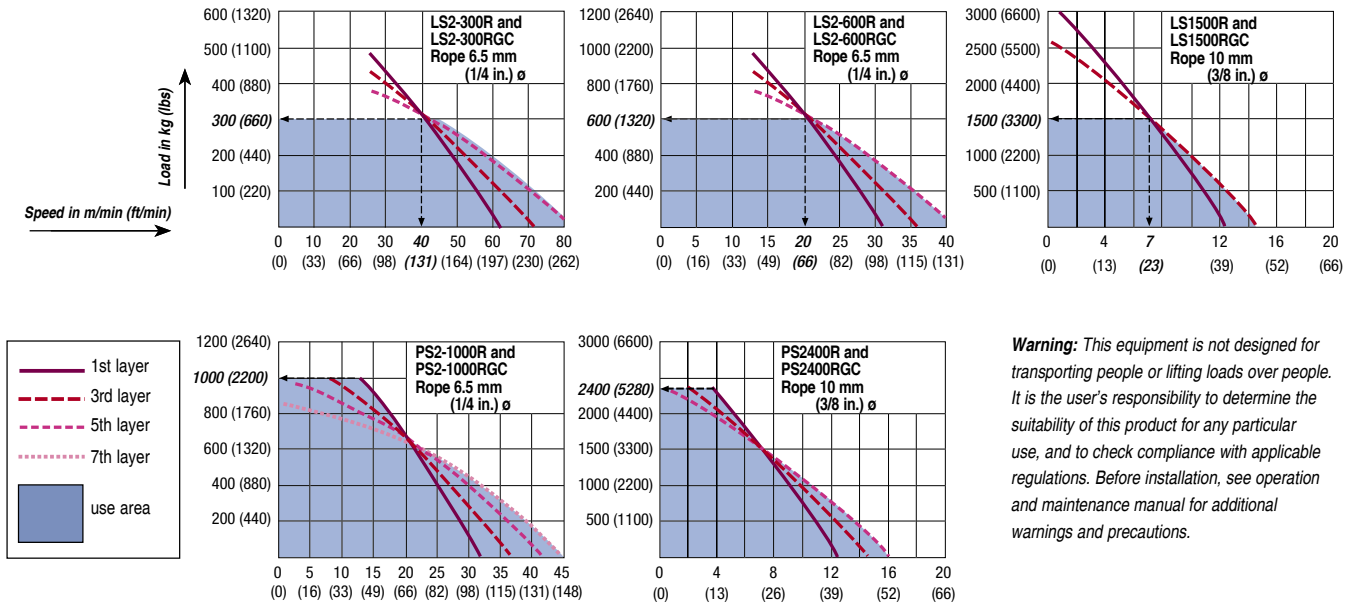 Load in kg (lbs)
Speed in m/min (ft/min)
600 (1320)
500 (1100)
400 (880)
300 (660)
200 (440)
100 (220)
LS2-300R and
LS2-300RGC
Rope 6.5 mm
(1/4 in.) ø
0 10 20 30 40 50 60 70 80
(0) (33) (66) (98) (131) (164) (197) (230) (262)
1200 (2640)
1000 (2200)
800 (1760)
600 (1320)
400 (880)
200 (440)
LS2-600R and
LS2-600RGC
Rope 6.5 mm
(1/4 in.) ø
0 5 10 15 20 25 30 35 40
(0) (16) (33) (49) (66) (82) (98) (115) (131)
3000 (6600)
2500 (5500)
2000 (4400)
1500 (3300)
1000 (2200)
500 (1100)
LS1500R and
LS1500RGC
Rope 10 mm
(3/8 in.) ø
0 4 7 12 16 20
(0) (13) (23) (39) (52) (66)
1st layer
3rd layer
5th layer
7th layer
use area
1200 (2640)
1000 (2200)
800 (1760)
600 (1320)
400 (880)
200 (440)
PS2-1000R and
PS2-1000RGC
Rope 6.5 mm
(1/4 in.) ø
0 5 10 15 20 25 30 35 40 45
(0) (16) (33) (49) (66) (82) (98) (115) (131) (148)
3000 (6600)
2400 (5280)
2000 (4400)
1500 (3300)
1000 (2200)
500 (1100)
PS2400R and
PS2400RGC
Rope 10 mm
(3/8 in.) ø
0 4 8 12 16 20
(0) (13) (26) (39) (52) (66)
Warning: This equipment is not designed for
transporting people or lifting loads over people.
It is the user's responsibility to determine the
suitability of this product for any particular
use, and to check compliance with applicable
regulations. Before installation, see operation
and maintenance manual for additional
warnings and precautions.